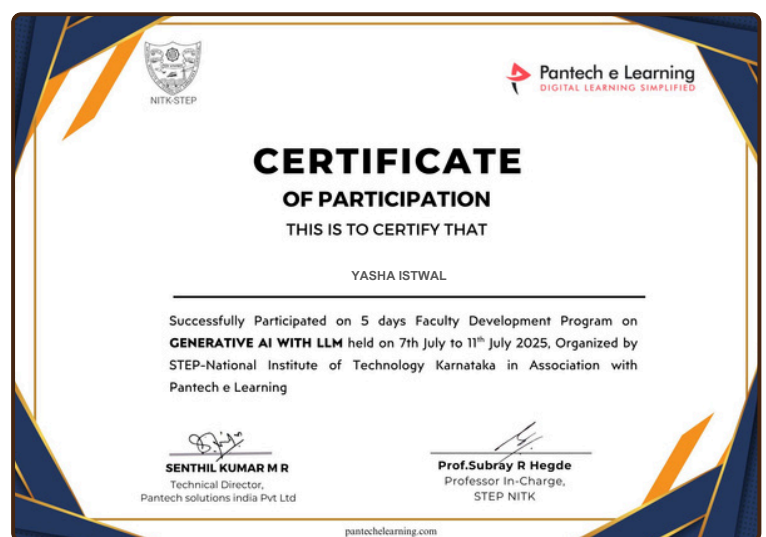 NITK-STEP
Pantech e Learning
DIGITAL LEARNING SIMPLIFIED
CERTIFICATE
OF PARTICIPATION
THIS IS TO CERTIFY THAT
YASHA ISTWAL
Successfully Participated on 5 days Faculty Development Program on
GENERATIVE AI WITH LLM held on 7th July to 11th July 2025, Organized by
STEP-National Institute of Technology Karnataka in Association with
Pantech e Learning
SENTHIL KUMAR M R
Technical Director,
Pantech solutions india Pvt Ltd
Prof.Subray R Hegde
Professor In-Charge,
STEP NITK
pantechelearning.com